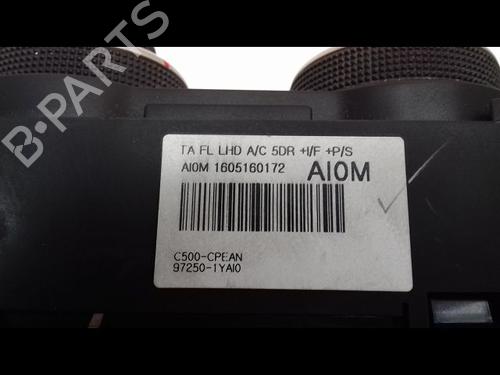 B-PARTS
TA FL LHD A/C 5DR +I/F +P/S
AI0M 1605160172 AI0M
C500-CPEAN
97250-1YAI0